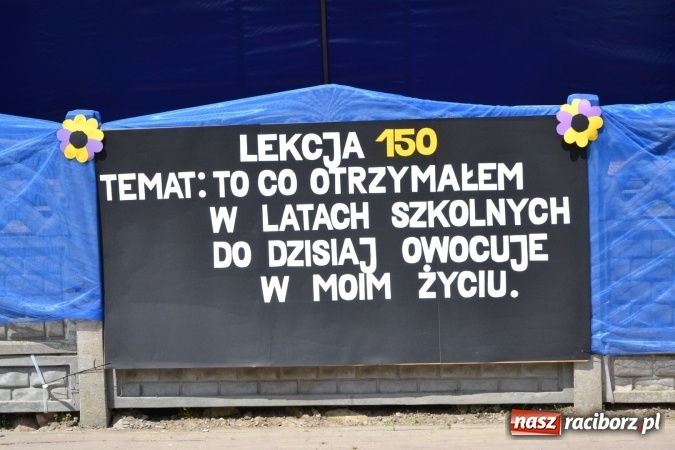 LEKCJA 150
TEMAT: TO CO OTRZYMAŁEM
W LATACH SZKOLNYCH
DO DZISIAJ OWOCUJE
W MOIM ŻYCIU.
nasz raciborz.pl